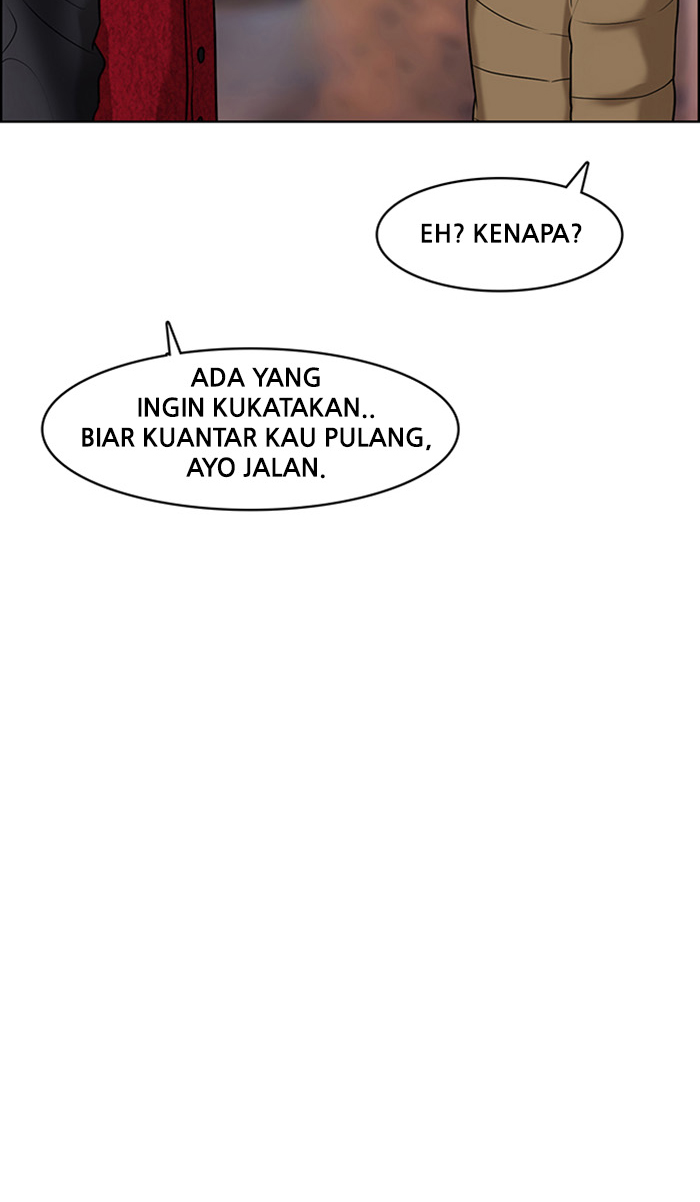 EH? KENAPA?
ADA YANG
INGIN KUKATAKAN..
BIAR KUANTAR KAU PULANG,
AYO JALAN.